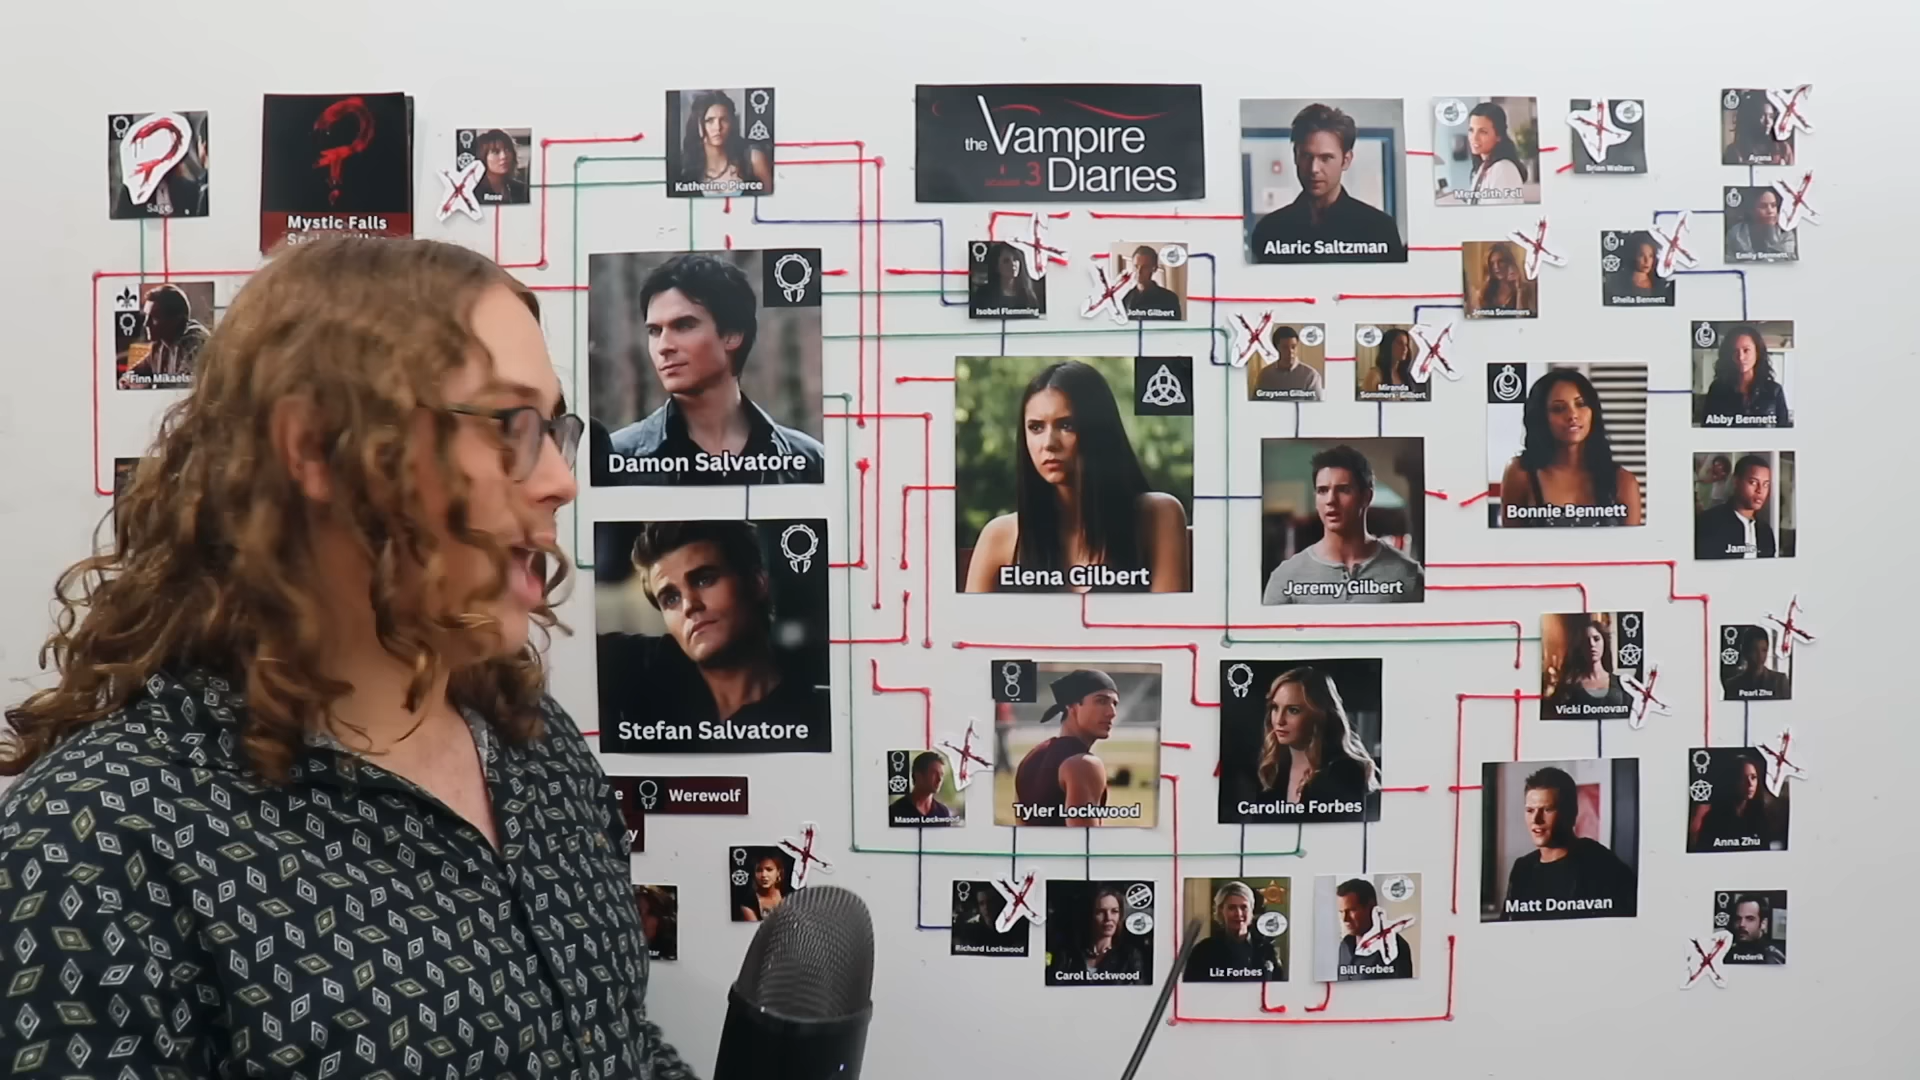 Sage
Mystic Falls
Rose
Katherine Pierce
the Vampire
3 Diaries
Alaric Saltzman
Meredith Fell
Brian Walters
Ayana
Emily Bennett
Sheila Bennett
Isobel Flemming
John Gilbert
Jenna Sommers
Finn Mikaels
Damon Salvatore
Grayson Gilbert
Miranda
Sommers-Gilbert
Abby Bennett
Elena Gilbert
Jeremy Gilbert
Bonnie Bennett
Jamie
Stefan Salvatore
Vicki Donovan
Pearl Zhu
Werewolf
Mason Lockwood
Tyler Lockwood
Caroline Forbes
Anna Zhu
Matt Donavan
Richard Lockwood
Carol Lockwood
Liz Forbes
Bill Forbes
Frederik